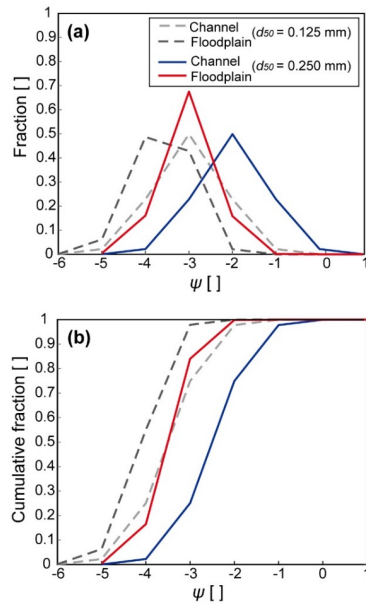 (a)
Channel (d50 = 0.125 mm)
Floodplain
Channel (d50 = 0.250 mm)
Floodplain
Fraction [ ]
1
0.9
0.8
0.7
0.6
0.5
0.4
0.3
0.2
0.1
0
-6 -5 -4 -3 -2 -1 0 1
ψ [ ]
(b)
Cumulative fraction [ ]
1
0.9
0.8
0.7
0.6
0.5
0.4
0.3
0.2
0.1
0
-6 -5 -4 -3 -2 -1 0 1
ψ [ ]